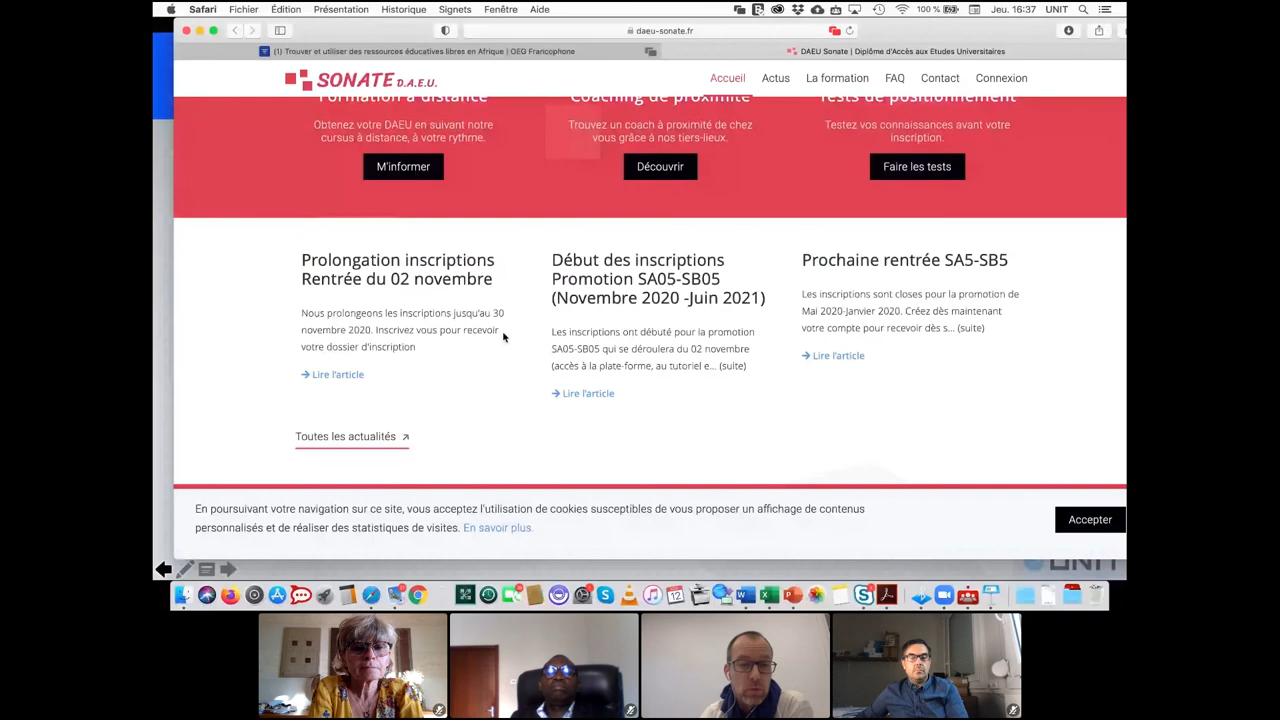 Safari Fichier Édition Présentation Historique Signets Fenêtre Aide 100 % Jeu. 16:37 UNIT
daeu-sonate.fr
(1) Trouver et utiliser des ressources éducatives libres en Afrique | OEG Francophone
DAEU Sonate | Diplôme d'Accès aux Etudes Universitaires
SONATE D.A.E.U.
Accueil Actus La formation FAQ Contact Connexion
Formation à distance
Coaching de proximité
Tests de positionnement
Obtenez votre DAEU en suivant notre
cursus à distance, à votre rythme.
Trouvez un coach à proximité de chez
vous grâce à nos tiers-lieux.
Testez vos connaissances avant votre
inscription.
M'informer
Découvrir
Faire les tests
Prolongation inscriptions
Rentrée du 02 novembre
Nous prolongeons les inscriptions jusqu'au 30
novembre 2020. Inscrivez vous pour recevoir
votre dossier d'inscription
Lire l'article
Début des inscriptions
Promotion SA05-SB05
(Novembre 2020 -Juin 2021)
Les inscriptions ont débuté pour la promotion
SA05-SB05 qui se déroulera du 02 novembre
(accès à la plate-forme, au tutoriel e... (suite)
Lire l'article
Prochaine rentrée SA5-SB5
Les inscriptions sont closes pour la promotion de
Mai 2020-Janvier 2020. Créez dès maintenant
votre compte pour recevoir dès s... (suite)
Lire l'article
Toutes les actualités
En poursuivant votre navigation sur ce site, vous acceptez l'utilisation de cookies susceptibles de vous proposer un affichage de contenus
personnalisés et de réaliser des statistiques de visites. En savoir plus.
Accepter
UNIT